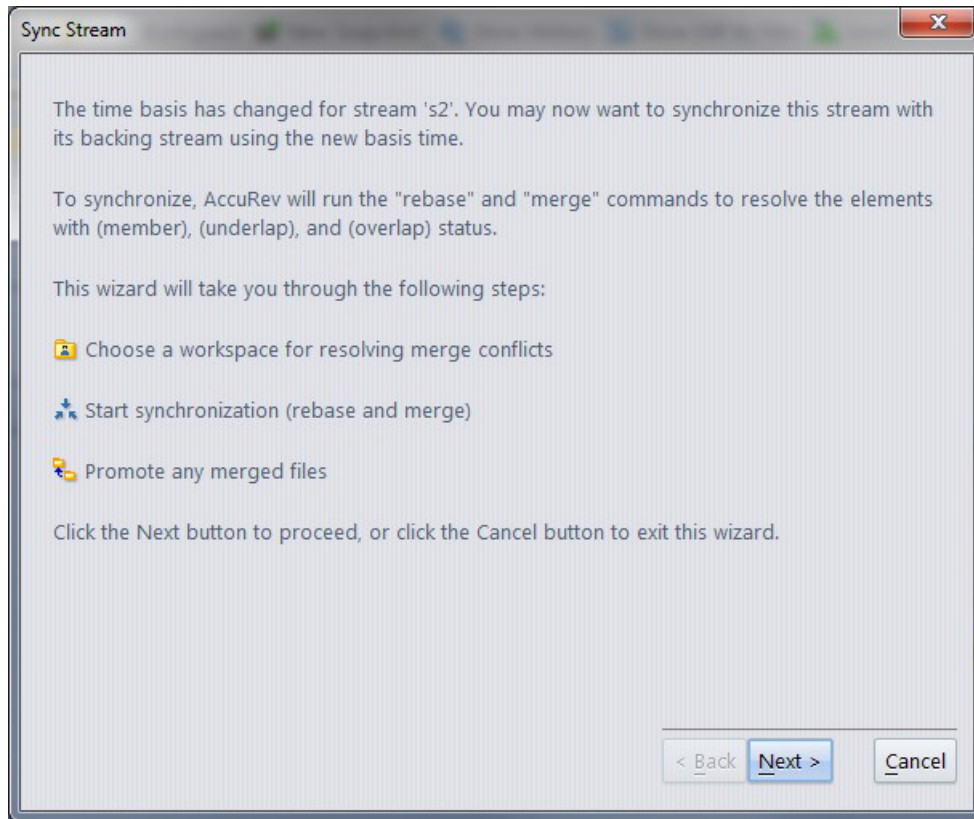 Sync Stream
The time basis has changed for stream 's2'. You may now want to synchronize this stream with
its backing stream using the new basis time.
To synchronize, AccuRev will run the "rebase" and "merge" commands to resolve the elements
with (member), (underlap), and (overlap) status.
This wizard will take you through the following steps:
Choose a workspace for resolving merge conflicts
Start synchronization (rebase and merge)
Promote any merged files
Click the Next button to proceed, or click the Cancel button to exit this wizard.
< Back Next > Cancel